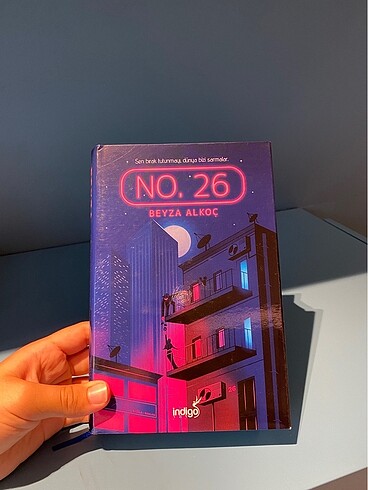 Sen bırak tutunmayı, dünya bizi sarmalar.
NO. 26
BEYZA ALKOÇ
indigo